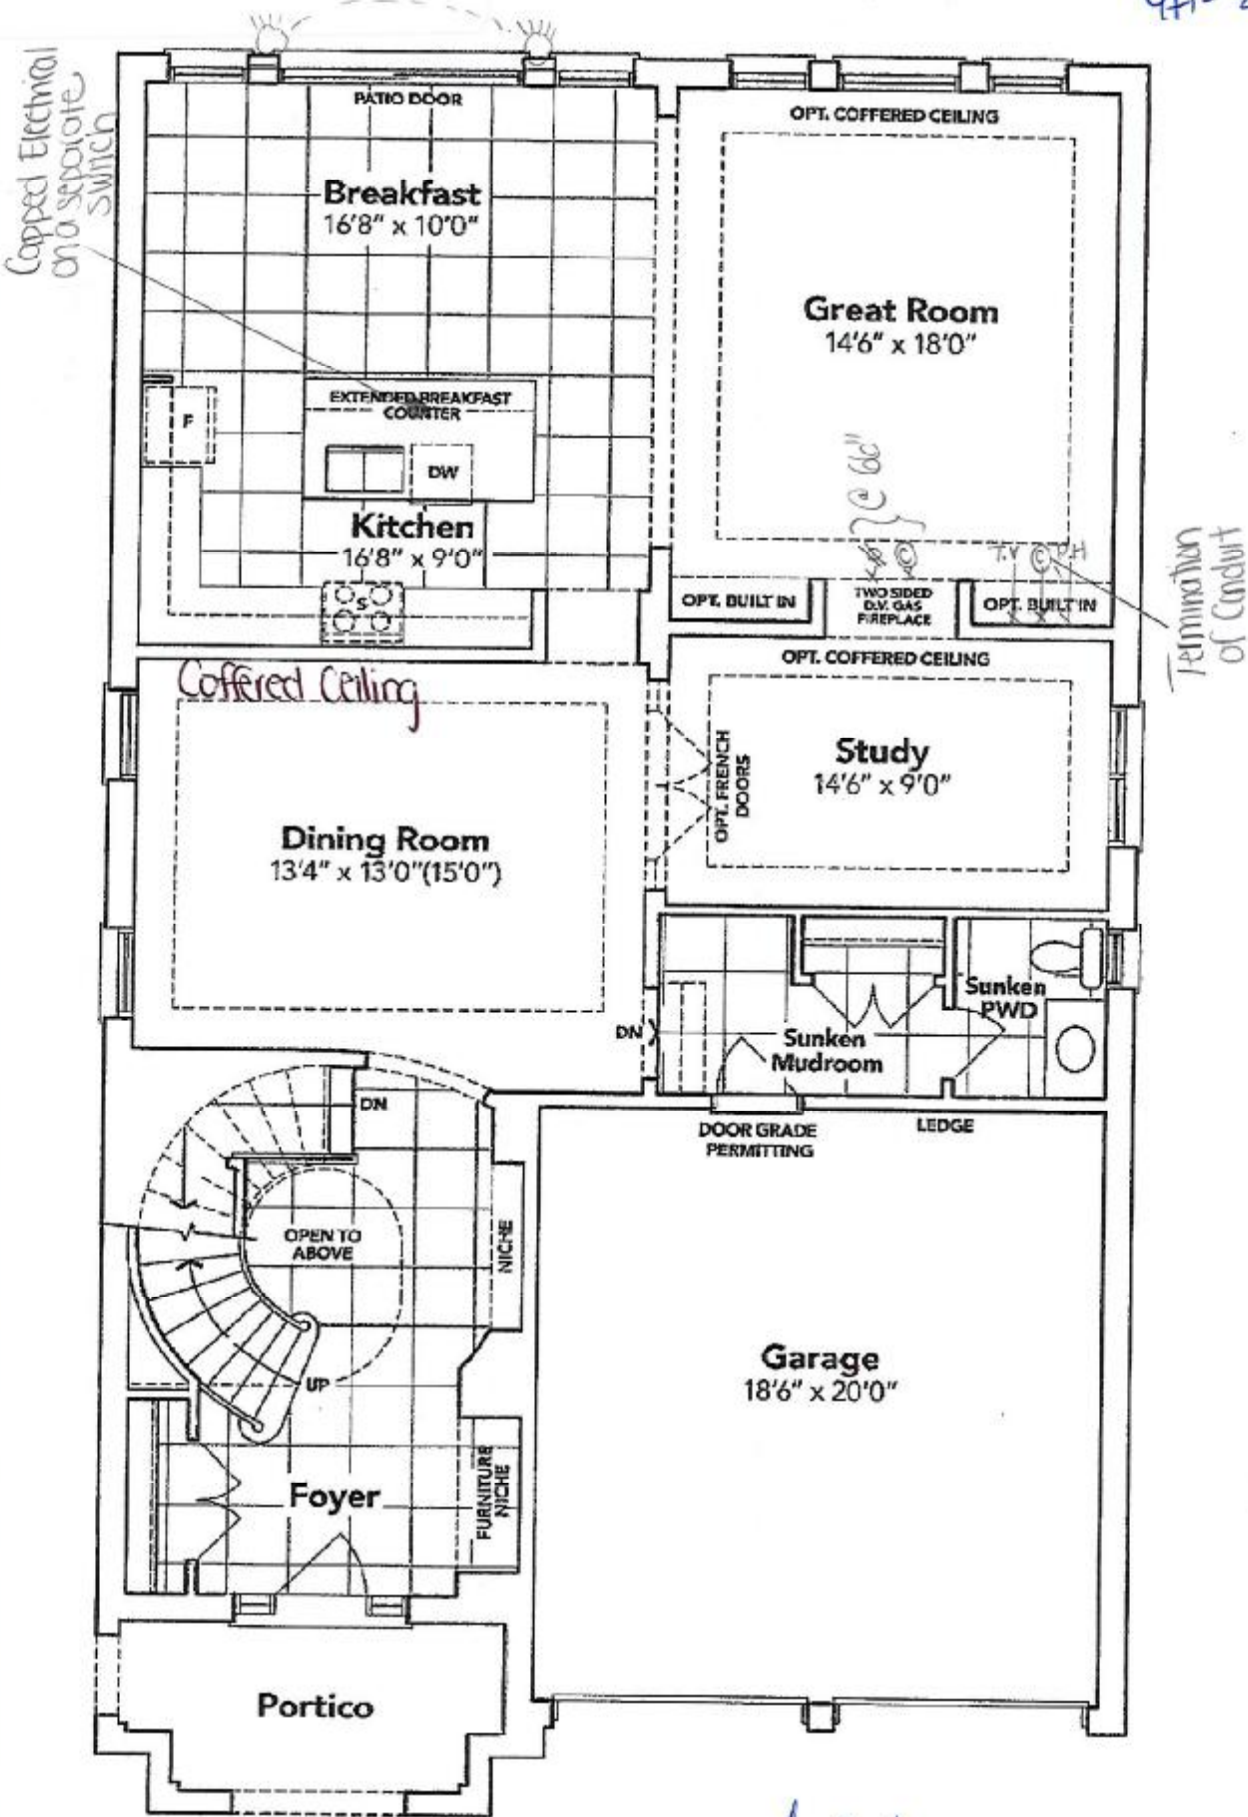 Capped Electrical
on a separate
switch
PATIO DOOR
OPT. COFFERED CEILING
Breakfast
16'8" x 10'0"
Great Room
14'6" x 18'0"
EXTENDED BREAKFAST
COUNTER
F
DW
@ 66"
Kitchen
16'8" x 9'0"
T.V
PH
Termination
of Conduit
S
OPT. BUILT IN
TWO SIDED
D.V. GAS
FIREPLACE
OPT. BUILT IN
OPT. COFFERED CEILING
Coffered Ceiling
Study
14'6" x 9'0"
OPT. FRENCH
DOORS
Dining Room
13'4" x 13'0"(15'0")
Sunken
PWD
DN
Sunken
Mudroom
DN
DOOR GRADE
PERMITTING
LEDGE
OPEN TO
ABOVE
NICHE
UP
Garage
18'6" x 20'0"
Foyer
FURNITURE
NICHE
Portico